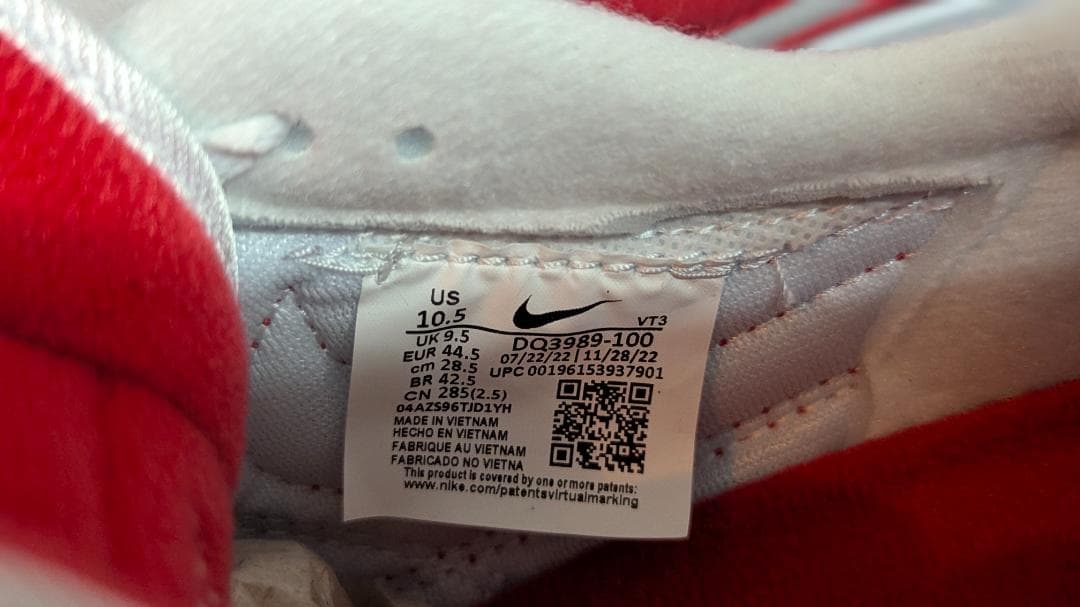 US
10.5
VT3
UK 9.5
DQ3989-100
EUR 44.5
07/22/22 | 11/28/22
cm 28.5
UPC 00196153937901
BR 42.5
CN 285(2.5)
04AZS96TJD1YH
MADE IN VIETNAM
HECHO EN VIETNAM
FABRIQUE AU VIETNAM
FABRICADO NO VIETNA
This product is covered by one or more patents:
www.nike.com/patentsvirtualmarking